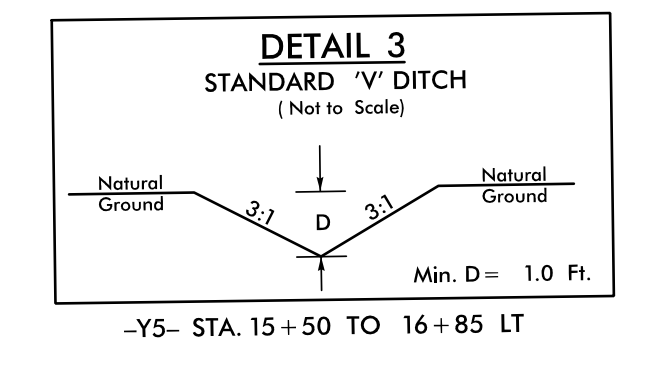 DETAIL 3
STANDARD 'V' DITCH
( Not to Scale)
Natural
Ground
3:1
D
3:1
Natural
Ground
Min. D= 1.0 Ft.
–Y5– STA. 15+50 TO 16+85 LT